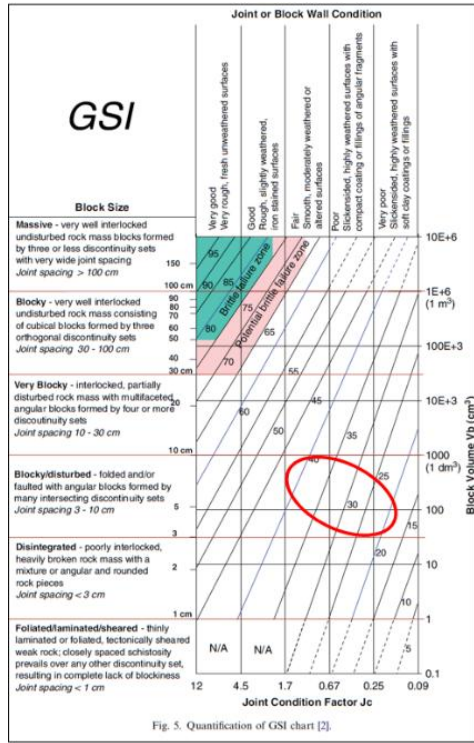 Joint or Block Wall Condition
GSI
Very good
Very rough, fresh unweathered surfaces
Good
Rough, slightly weathered,
iron stained surfaces
Fair
Smooth, moderately weathered or
altered surfaces
Poor
Slickensided, highly weathered surfaces with
compact coating or fillings of angular fragments
Very poor
Slickensided, highly weathered surfaces with
soft clay coatings or fillings
Block Size
Massive - very well interlocked
undisturbed rock mass blocks formed
by three or less discontinuity sets
with very wide joint spacing
Joint spacing > 100 cm
Blocky - very well interlocked
undisturbed rock mass consisting
of cubical blocks formed by three
orthogonal discontinuity sets
Joint spacing 30 - 100 cm
Very Blocky - interlocked, partially
disturbed rock mass with multifaceted
angular blocks formed by four or more
discoutinuity sets
Joint spacing 10 - 30 cm
Blocky/disturbed - folded and/or
faulted with angular blocks formed by
many intersecting discontinuity sets
Joint spacing 3 - 10 cm
Disintegrated - poorly interlocked,
heavily broken rock mass with a
mixture or angular and rounded
rock pieces
Joint spacing < 3 cm
Foliated/laminated/sheared - thinly
laminated or foliated, tectonically sheared
weak rock; closely spaced schistosity
prevails over any other discontinuity set,
resulting in complete lack of blockiness
Joint spacing < 1 cm
150
100 cm
90
80
70
60
50
40
30 cm
20
10 cm
5
3
2
1 cm
95
90
85
80
75
70
65
60
55
50
45
40
35
30
25
20
15
10
5
Brittle failure zone
Potential brittle failure zone
N/A
N/A
10E+6
1E+6
(1 m³)
100E+3
10E+3
1000
(1 dm³)
100
10
1
0.1
Block Volume Vb (cm³)
12 4.5 1.7 0.67 0.25 0.09
Joint Condition Factor Jc
Fig. 5. Quantification of GSI chart [2].